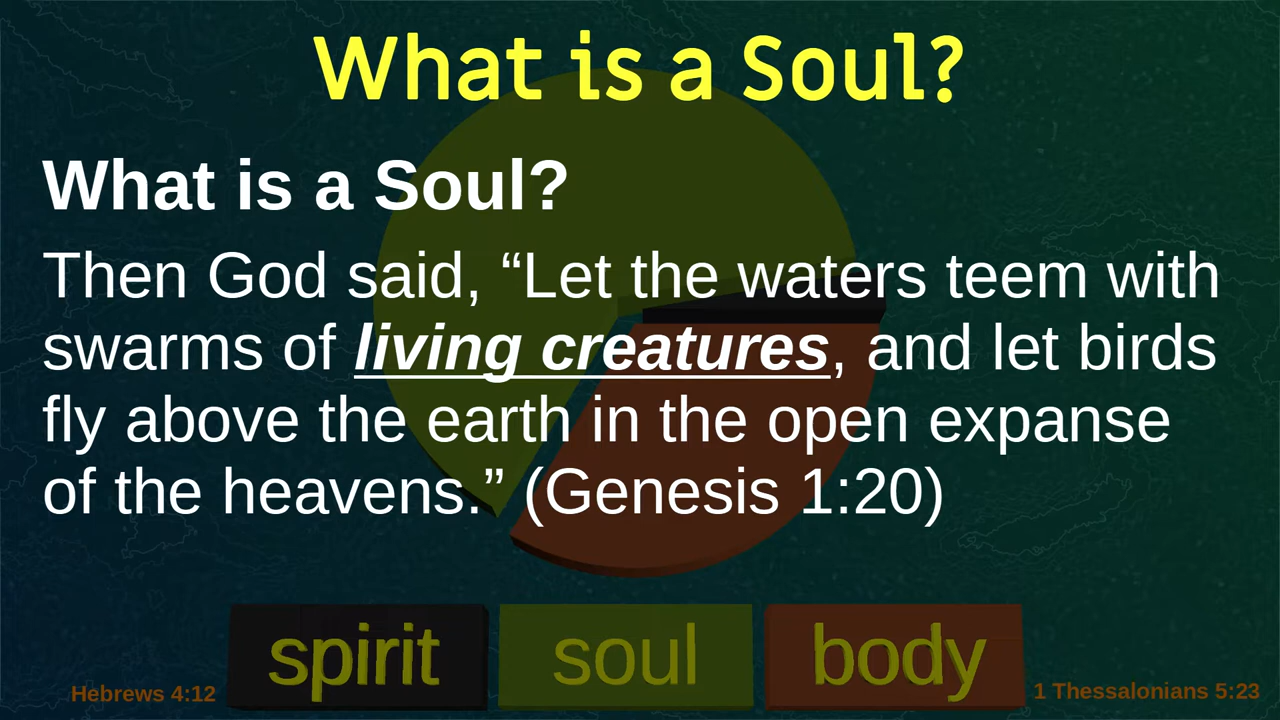 What is a Soul?
What is a Soul?
Then God said, “Let the waters teem with
swarms of living creatures, and let birds
fly above the earth in the open expanse
of the heavens.” (Genesis 1:20)
spirit soul body
Hebrews 4:12 1 Thessalonians 5:23